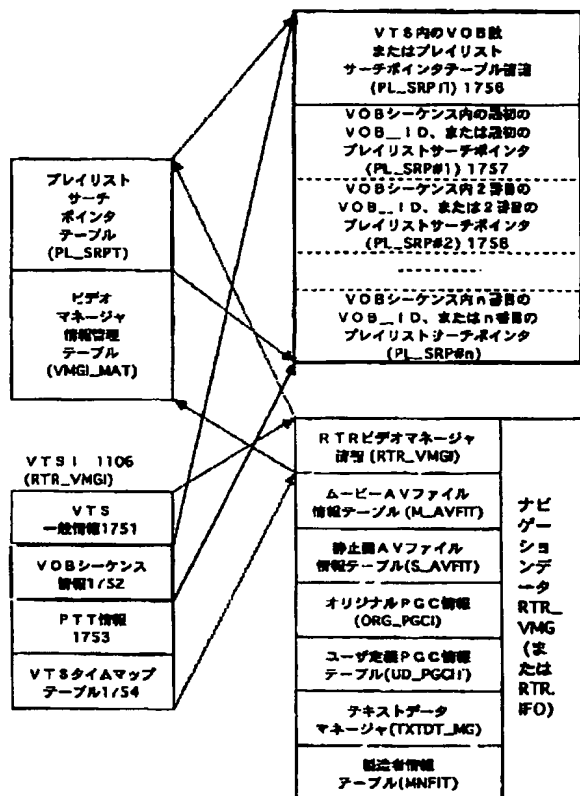 VTS内のVOB数
またはプレイリスト
サーチポインタテーブル情報
(PL_SRPTI) 1756
VOBシーケンス内の最初の
VOB_ID、または最初の
プレイリストサーチポインタ
(PL_SRP#1) 1757
VOBシーケンス内2番目の
VOB_ID、または2番目の
プレイリストサーチポインタ
(PL_SRP#2) 1758
VOBシーケンス内n番目の
VOB_ID、またはn番目の
プレイリストサーチポインタ
(PL_SRP#n)
プレイリスト
サーチ
ポインタ
テーブル
(PL_SRPT)
ビデオ
マネージャ
情報管理
テーブル
(VMGI_MAT)
VTSI 1106
(RTR_VMGI)
VTS
一般情報1751
VOBシーケンス
情報1752
PTT情報
1753
VTSタイムマップ
テーブル1754
RTRビデオマネージャ
情報 (RTR_VMGI)
ムービーAVファイル
情報テーブル(M_AVFIT)
静止画AVファイル
情報テーブル(S_AVFIT)
オリジナルPGC情報
(ORG_PGCI)
ユーザ定義PGC情報
テーブル(UD_PGCIT)
テキストデータ
マネージャ(TXTDT_MG)
製造者情報
テーブル(MNFIT)
ナビゲーションデータ
RTR_
VMG
(または
RTR.
IFO)